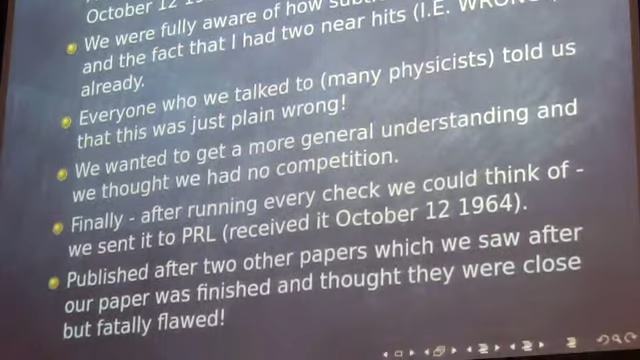 October 12
We were fully aware of how
and the fact that I had two near hits (I.E. WRONG
already.
Everyone who we talked to (many physicists) told us
that this was just plain wrong!
We wanted to get a more general understanding and
we thought we had no competition.
Finally - after running every check we could think of -
we sent it to PRL (received it October 12 1964).
Published after two other papers which we saw after
our paper was finished and thought they were close
but fatally flawed!